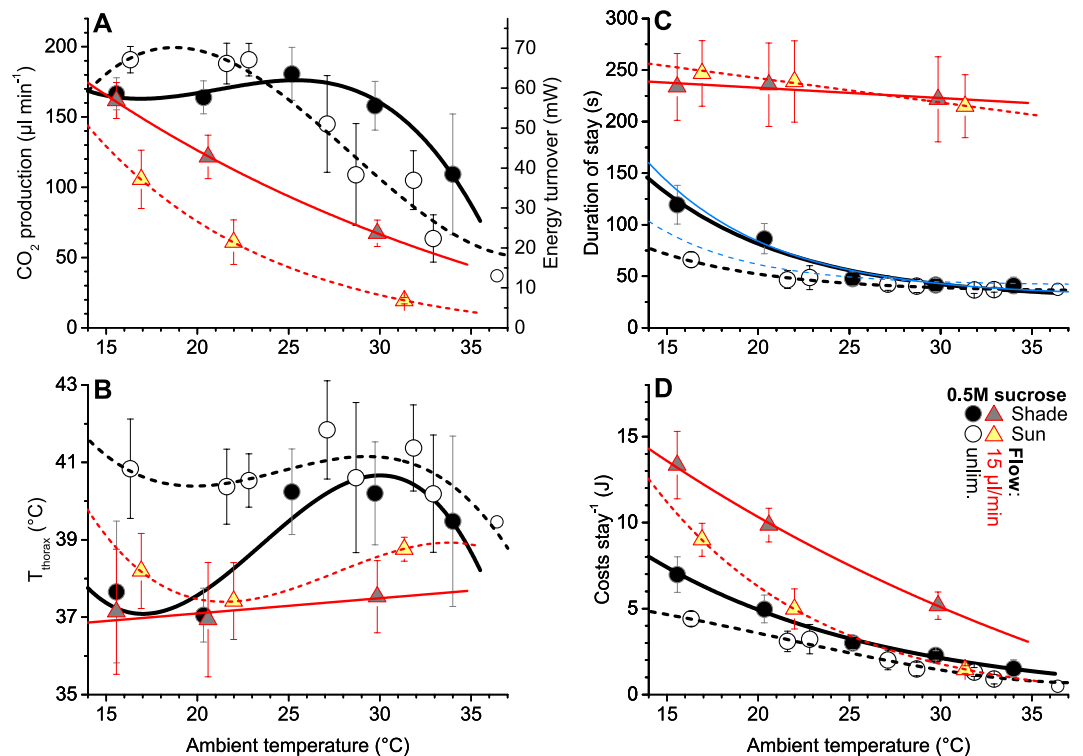 A
200
150
100
50
0
CO2 production (µl min-1)
70
60
50
40
30
20
10
0
Energy turnover (mW)
15 20 25 30 35
C
300
250
200
150
100
50
0
Duration of stay (s)
15 20 25 30 35
B
43
41
39
37
35
Tthorax (°C)
15 20 25 30 35
Ambient temperature (°C)
D
15
10
5
0
Costs stay-1 (J)
0.5M sucrose
Shade
Sun
Flow:
15 µl/min
unlim.
15 20 25 30 35
Ambient temperature (°C)